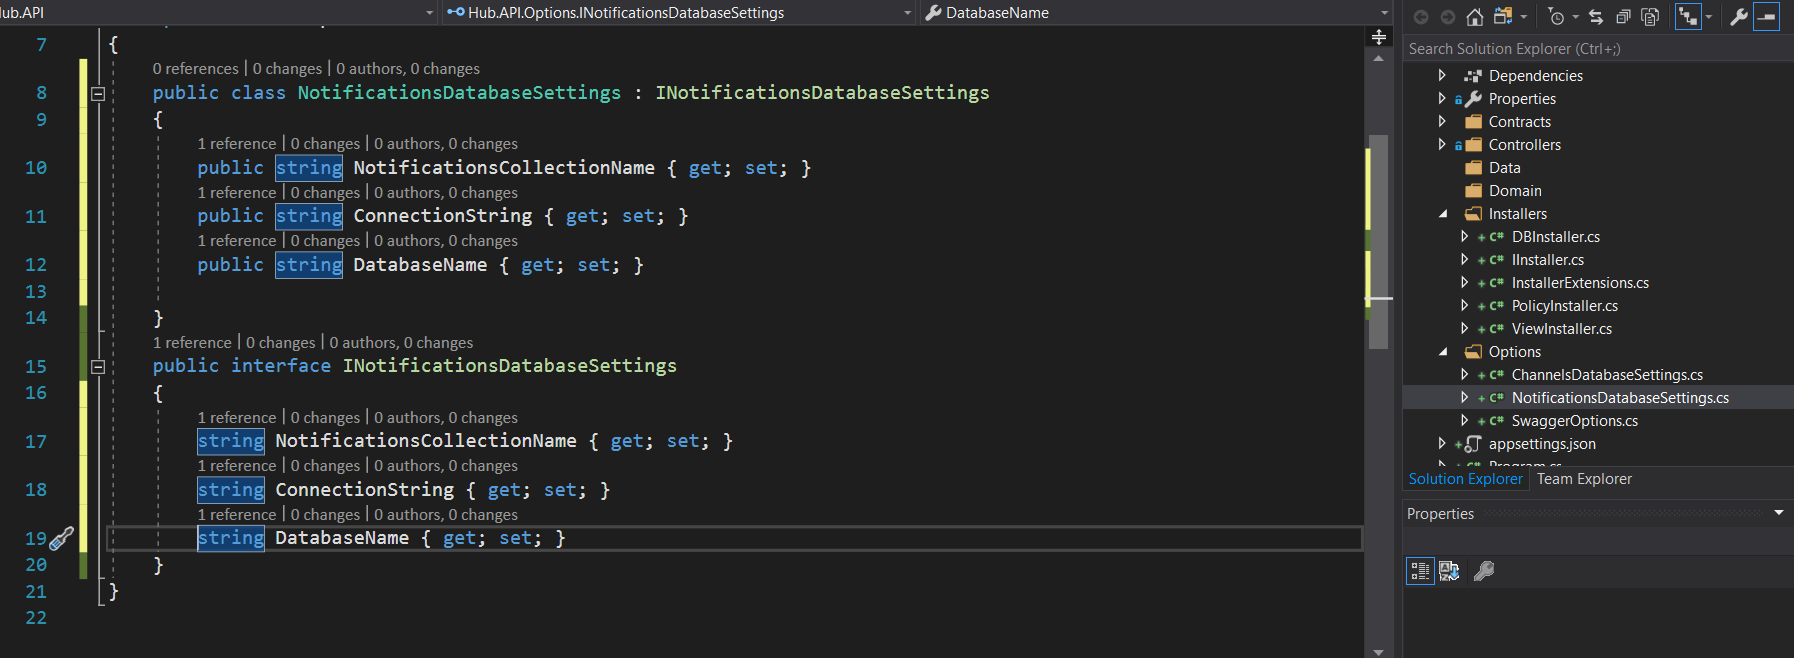 lub.API
Hub.API.Options.INotificationsDatabaseSettings
DatabaseName
7 {
0 references | 0 changes | 0 authors, 0 changes
8 public class NotificationsDatabaseSettings : INotificationsDatabaseSettings
9 {
1 reference | 0 changes | 0 authors, 0 changes
10 public string NotificationsCollectionName { get; set; }
1 reference | 0 changes | 0 authors, 0 changes
11 public string ConnectionString { get; set; }
1 reference | 0 changes | 0 authors, 0 changes
12 public string DatabaseName { get; set; }
13
14 }
1 reference | 0 changes | 0 authors, 0 changes
15 public interface INotificationsDatabaseSettings
16 {
1 reference | 0 changes | 0 authors, 0 changes
17 string NotificationsCollectionName { get; set; }
1 reference | 0 changes | 0 authors, 0 changes
18 string ConnectionString { get; set; }
1 reference | 0 changes | 0 authors, 0 changes
19 string DatabaseName { get; set; }
20 }
21 }
22
Search Solution Explorer (Ctrl+;)
Dependencies
Properties
Contracts
Controllers
Data
Domain
Installers
C# DBInstaller.cs
C# IInstaller.cs
C# InstallerExtensions.cs
C# PolicyInstaller.cs
C# ViewInstaller.cs
Options
C# ChannelsDatabaseSettings.cs
C# NotificationsDatabaseSettings.cs
C# SwaggerOptions.cs
appsettings.json
C# Program.cs
Solution Explorer Team Explorer
Properties